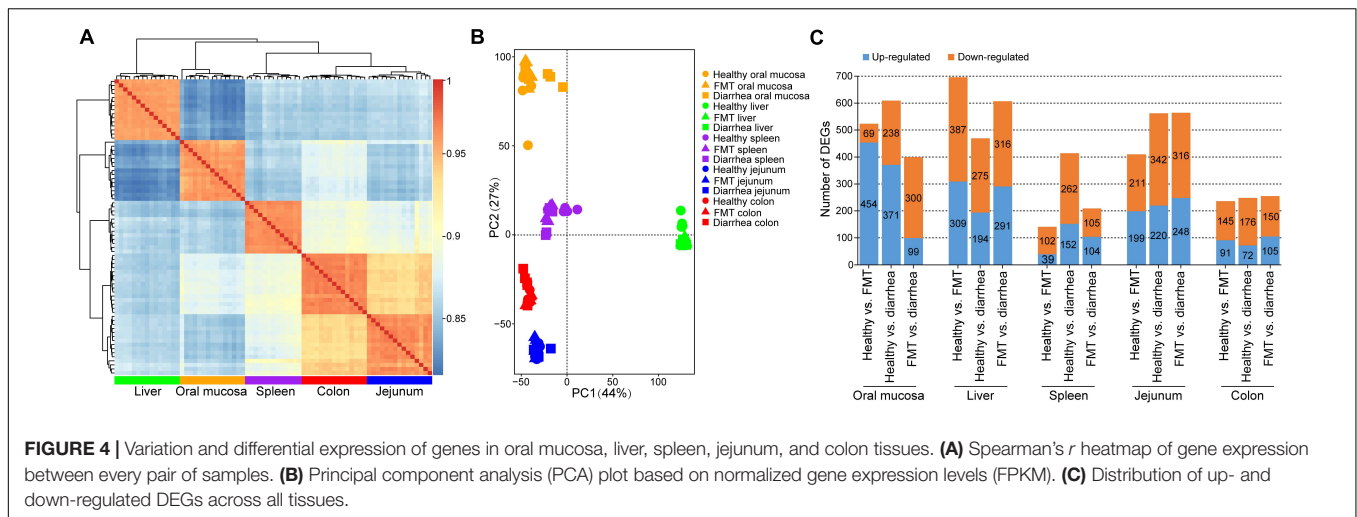 A
1
0.95
0.9
0.85
Liver
Oral mucosa
Spleen
Colon
Jejunum
B
PC2 (27%)
100
50
0
−50
−50
0
50
100
PC1(44%)
Healthy oral mucosa
FMT oral mucosa
Diarrhea oral mucosa
Healthy liver
FMT liver
Diarrhea liver
Healthy spleen
FMT spleen
Diarrhea spleen
Healthy jejunum
FMT jejunum
Diarrhea jejunum
Healthy colon
FMT colon
Diarrhea colon
C
Up-regulated
Down-regulated
Number of DEGs
700
600
500
400
300
200
100
0
69
454
238
371
300
99
387
309
275
194
316
291
102
39
262
152
105
104
211
199
342
220
316
248
145
91
176
72
150
105
Healthy vs. FMT
Healthy vs. diarrhea
FMT vs. diarrhea
Healthy vs. FMT
Healthy vs. diarrhea
FMT vs. diarrhea
Healthy vs. FMT
Healthy vs. diarrhea
FMT vs. diarrhea
Healthy vs. FMT
Healthy vs. diarrhea
FMT vs. diarrhea
Healthy vs. FMT
Healthy vs. diarrhea
FMT vs. diarrhea
Oral mucosa
Liver
Spleen
Jejunum
Colon
FIGURE 4 | Variation and differential expression of genes in oral mucosa, liver, spleen, jejunum, and colon tissues. (A) Spearman's r heatmap of gene expression
between every pair of samples. (B) Principal component analysis (PCA) plot based on normalized gene expression levels (FPKM). (C) Distribution of up- and
down-regulated DEGs across all tissues.